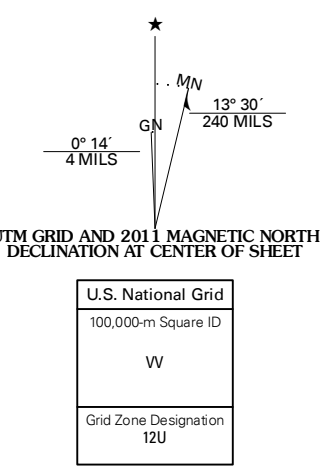 ★
MN
GN
13° 30´
240 MILS
0° 14´
4 MILS
UTM GRID AND 2011 MAGNETIC NORTH
DECLINATION AT CENTER OF SHEET
U.S. National Grid
100,000-m Square ID
VV
Grid Zone Designation
12U